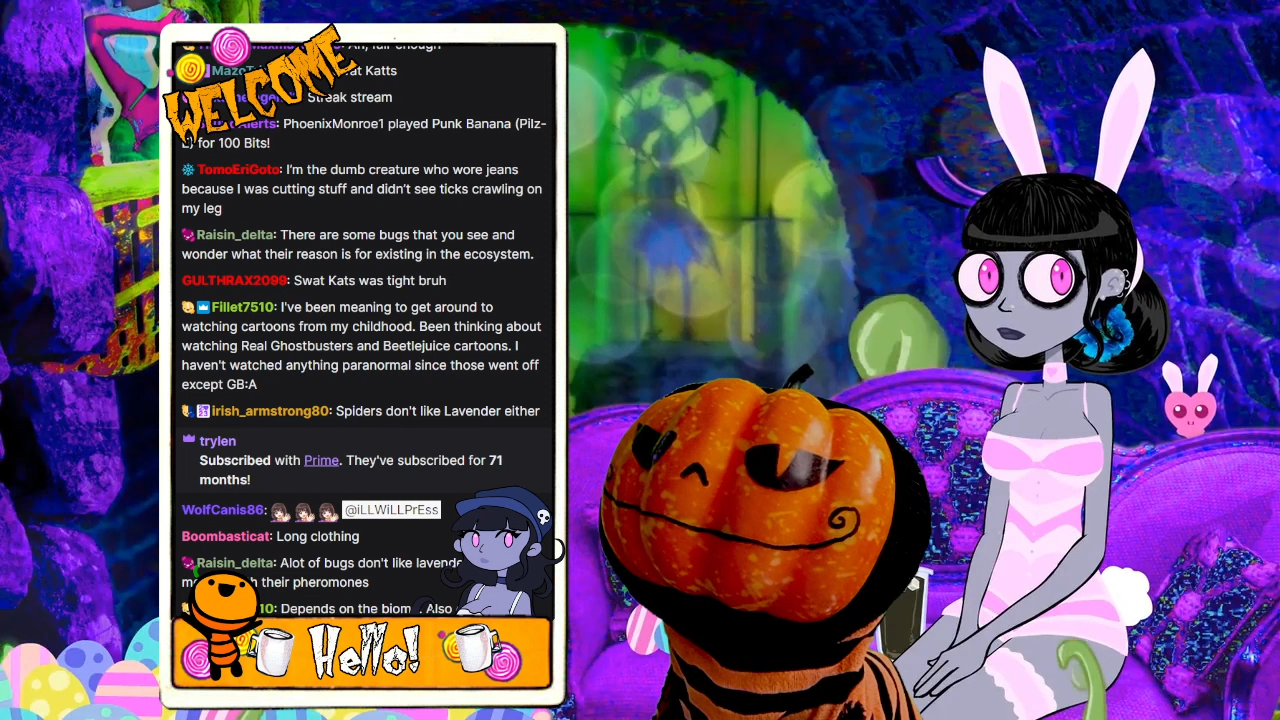 WELCOME
fair enough
at Katts
Streak stream
Alerts: PhoenixMonroe1 played Punk Banana (Pilz-
for 100 Bits!
TomoEriGoto: I'm the dumb creature who wore jeans
because I was cutting stuff and didn't see ticks crawling on
my leg
Raisin_delta: There are some bugs that you see and
wonder what their reason is for existing in the ecosystem.
GULTHRAX2099: Swat Kats was tight bruh
Fillet7510: I've been meaning to get around to
watching cartoons from my childhood. Been thinking about
watching Real Ghostbusters and Beetlejuice cartoons. I
haven't watched anything paranormal since those went off
except GB:A
irish_armstrong80: Spiders don't like Lavender either
trylen
Subscribed with Prime. They've subscribed for 71
months!
WolfCanis86: @iLLWiLLPrEss
Boombasticat: Long clothing
Raisin_delta: Alot of bugs don't like lavende
their pheromones
10: Depends on the biom Also
Hello!